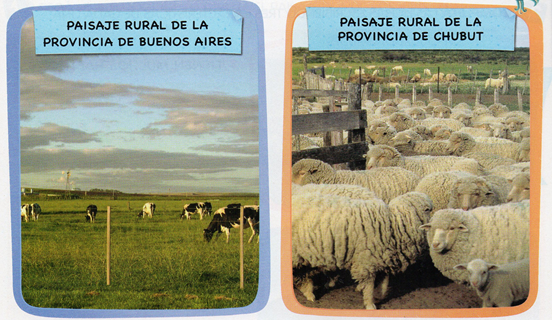 PAISAJE RURAL DE LA
PROVINCIA DE BUENOS AIRES
PAISAJE RURAL DE LA
PROVINCIA DE CHUBUT